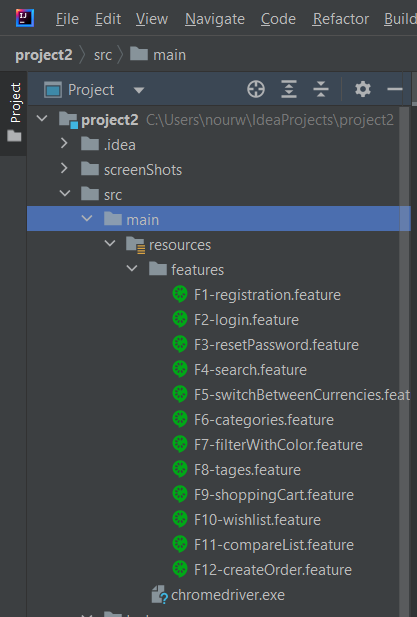 IJ File Edit View Navigate Code Refactor Build
project2 src main
Project
Project
project2 C:\Users\nourw\IdeaProjects\project2
.idea
screenShots
src
main
resources
features
F1-registration.feature
F2-login.feature
F3-resetPassword.feature
F4-search.feature
F5-switchBetweenCurrencies.feat
F6-categories.feature
F7-filterWithColor.feature
F8-tages.feature
F9-shoppingCart.feature
F10-wishlist.feature
F11-compareList.feature
F12-createOrder.feature
chromedriver.exe